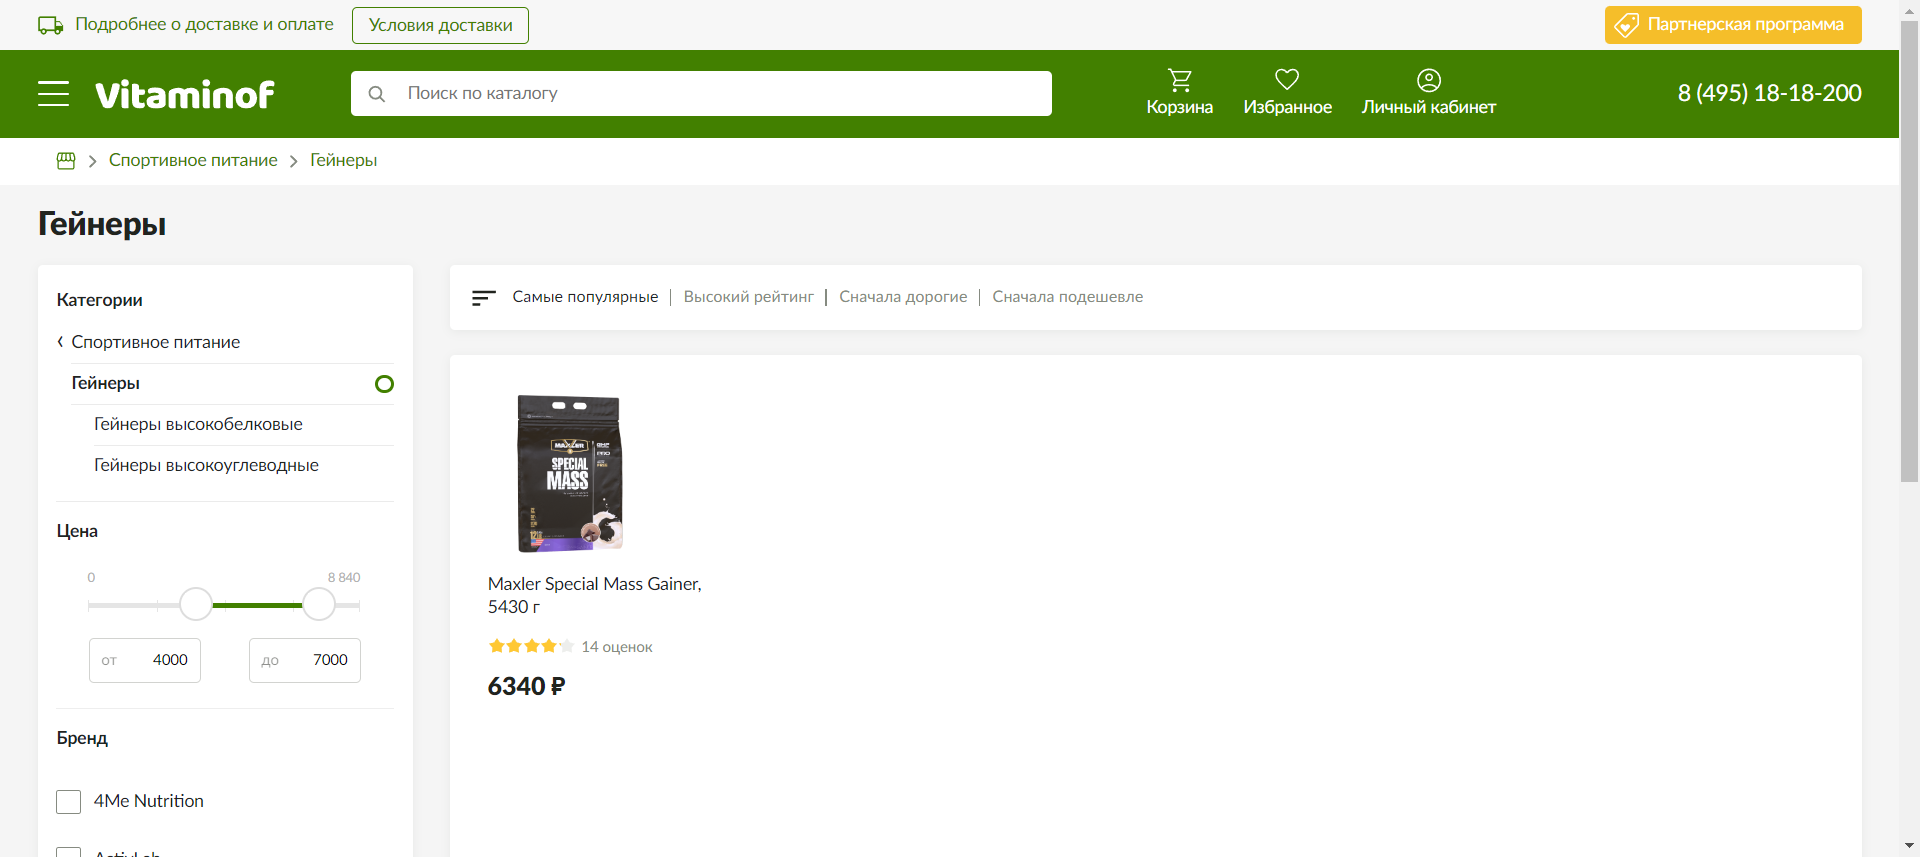 Подробнее о доставке и оплате
Условия доставки
Партнерская программа
Vitaminof
Поиск по каталогу
Корзина
Избранное
Личный кабинет
8 (495) 18-18-200
Спортивное питание
Гейнеры
Гейнеры
Категории
Спортивное питание
Гейнеры
Гейнеры высокобелковые
Гейнеры высокоуглеводные
Цена
0
8 840
от 4000
до 7000
Бренд
4Me Nutrition
Самые популярные
Высокий рейтинг
Сначала дорогие
Сначала подешевле
MAXLER
SPECIAL
MASS
PRO
Maxler Special Mass Gainer,
5430 г
14 оценок
6340 ₽